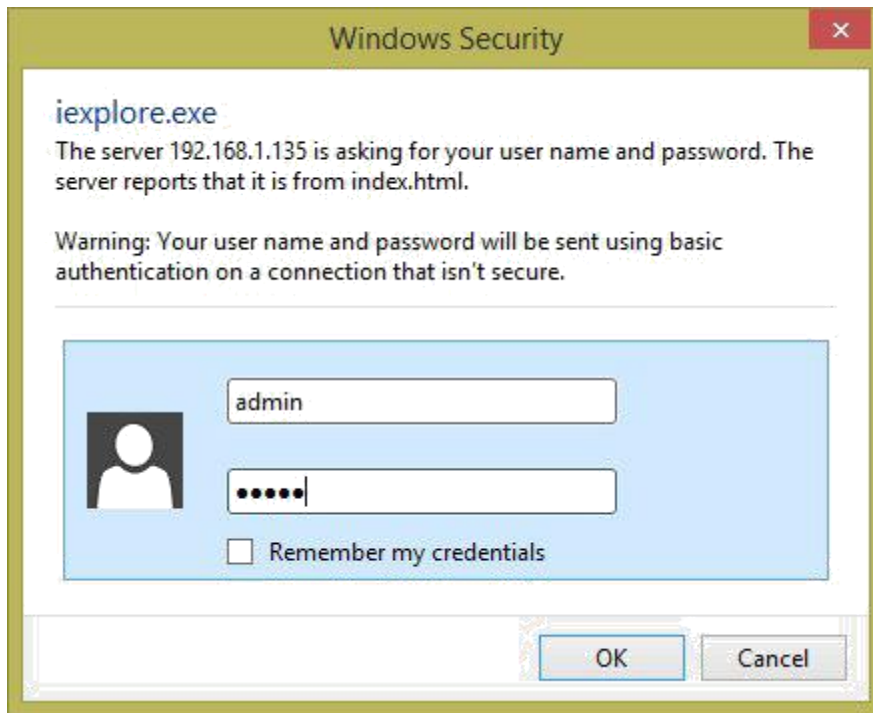 Windows Security
iexplore.exe
The server 192.168.1.135 is asking for your user name and password. The
server reports that it is from index.html.
Warning: Your user name and password will be sent using basic
authentication on a connection that isn't secure.
admin
•••••
Remember my credentials
OK
Cancel